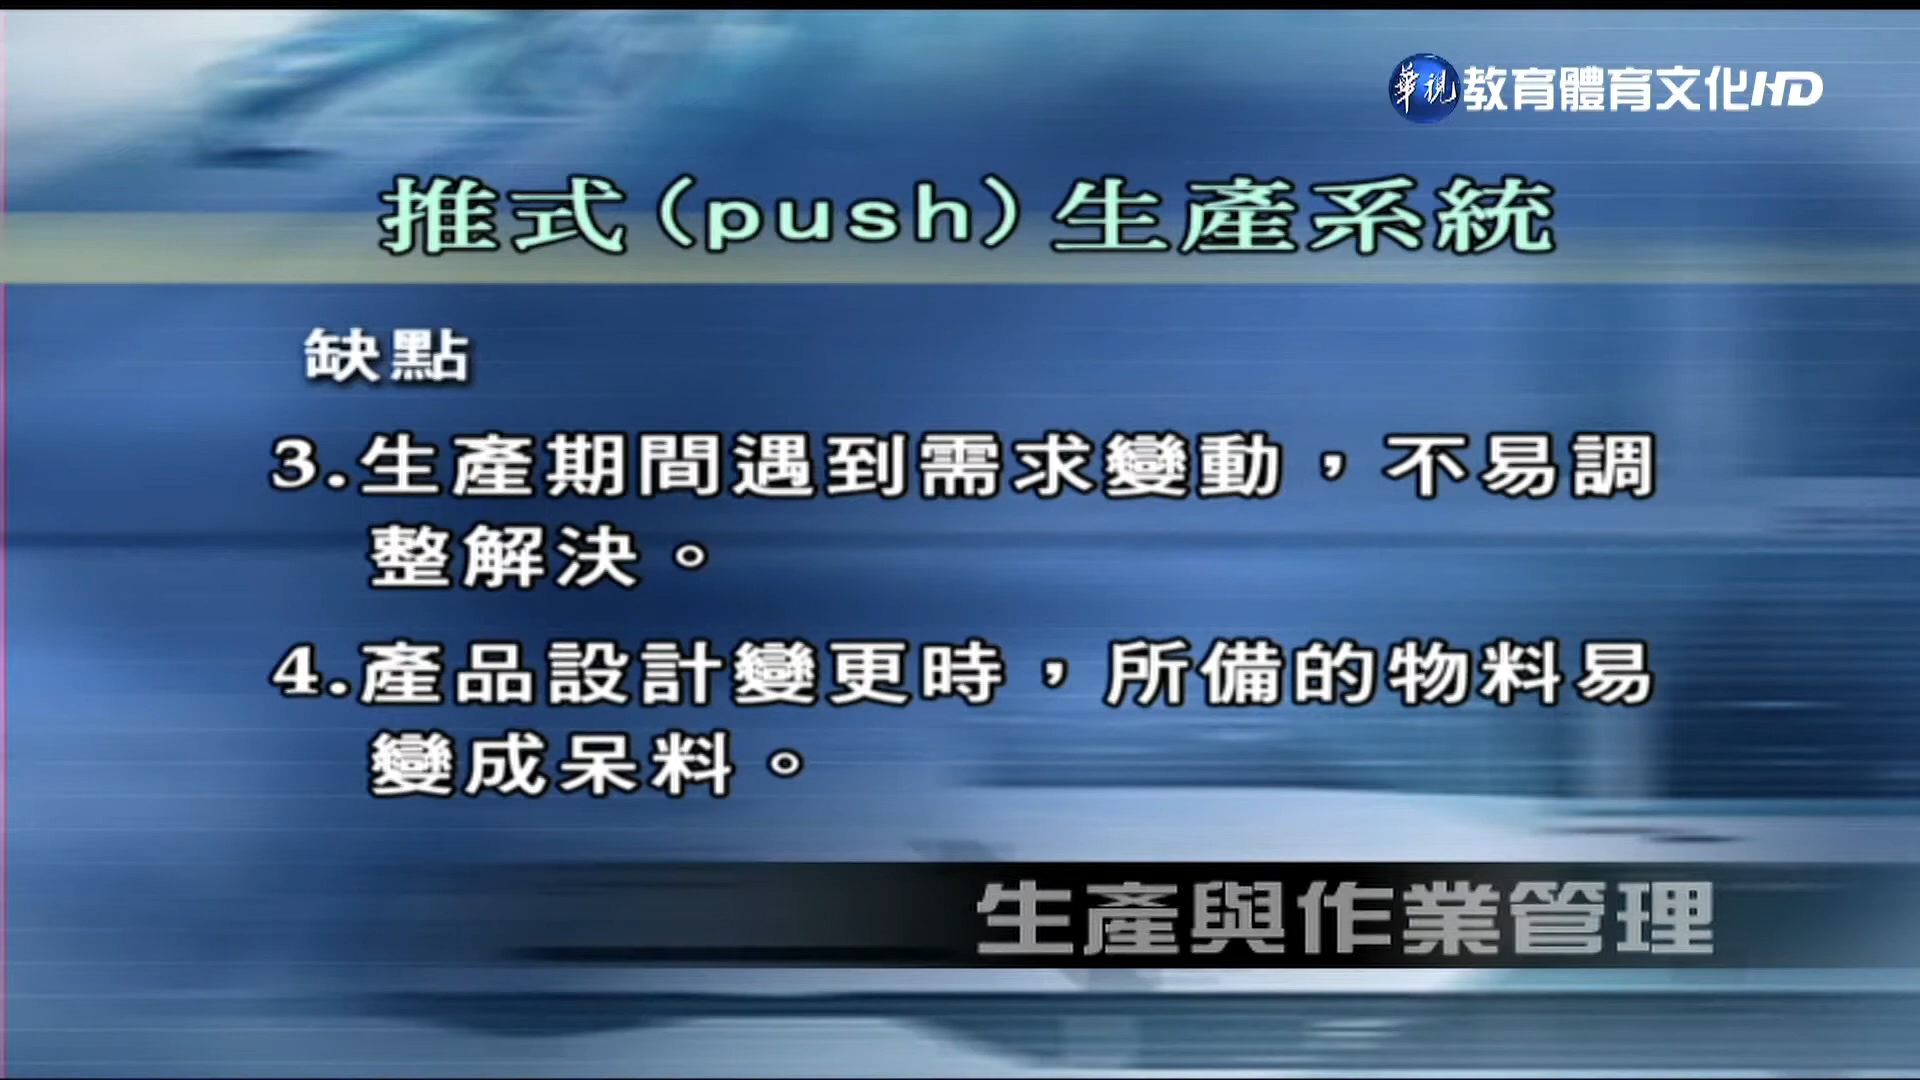 華視 教育體育文化HD
推式(push)生產系統
缺點
3.生產期間遇到需求變動，不易調
整解決。
4.產品設計變更時，所備的物料易
變成呆料。
生產與作業管理